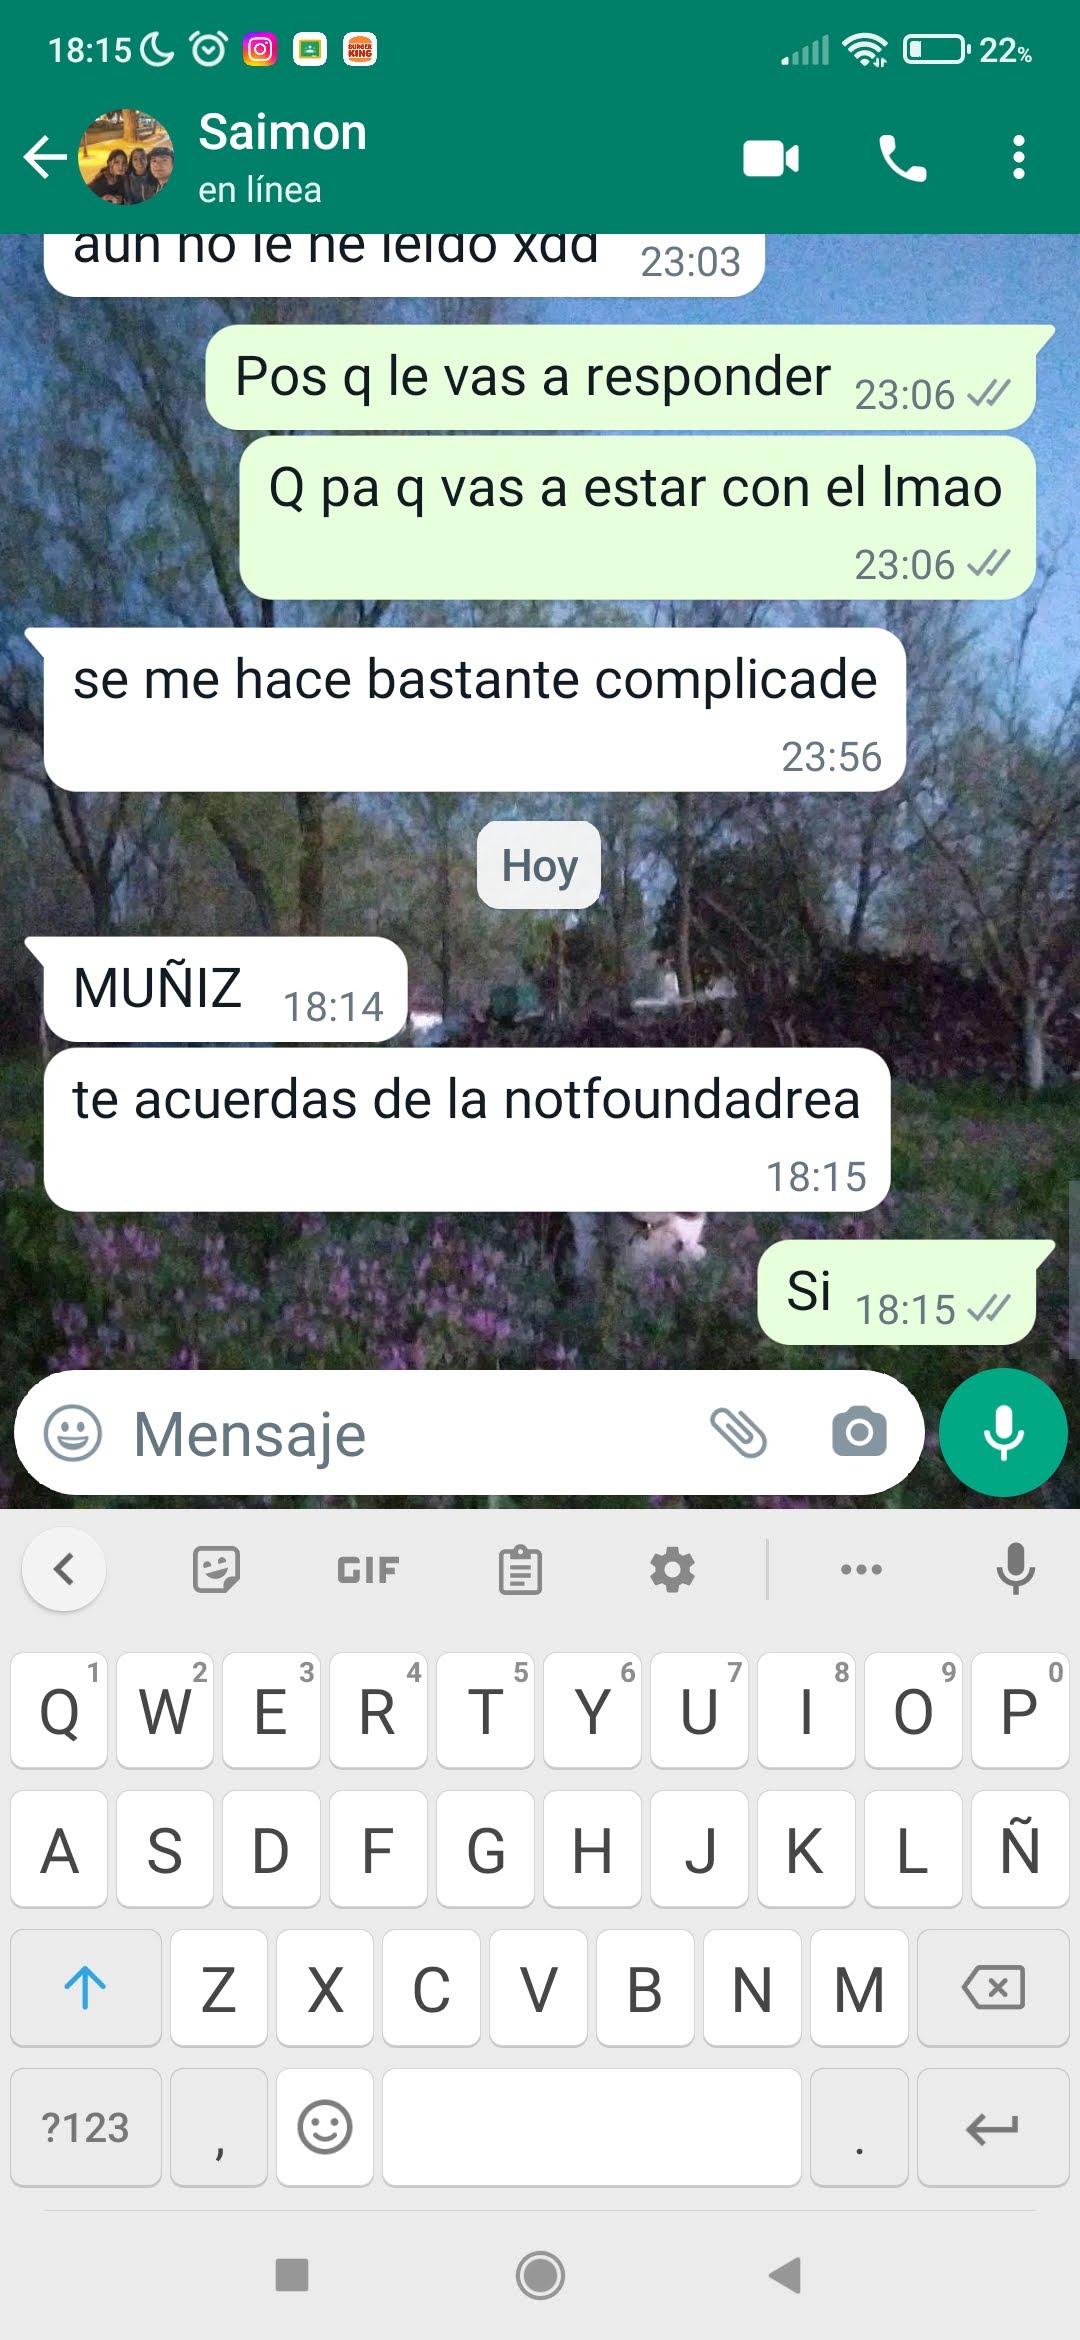 18:15
BURGER KING
22%
Saimon
en línea
aun no le he leido xdd 23:03
Pos q le vas a responder 23:06
Q pa q vas a estar con el lmao
23:06
se me hace bastante complicade
23:56
Hoy
MUÑIZ 18:14
te acuerdas de la notfoundadrea
18:15
Si 18:15
Mensaje
GIF
1 2 3 4 5 6 7 8 9 0
Q W E R T Y U I O P
A S D F G H J K L Ñ
Z X C V B N M
?123 , .